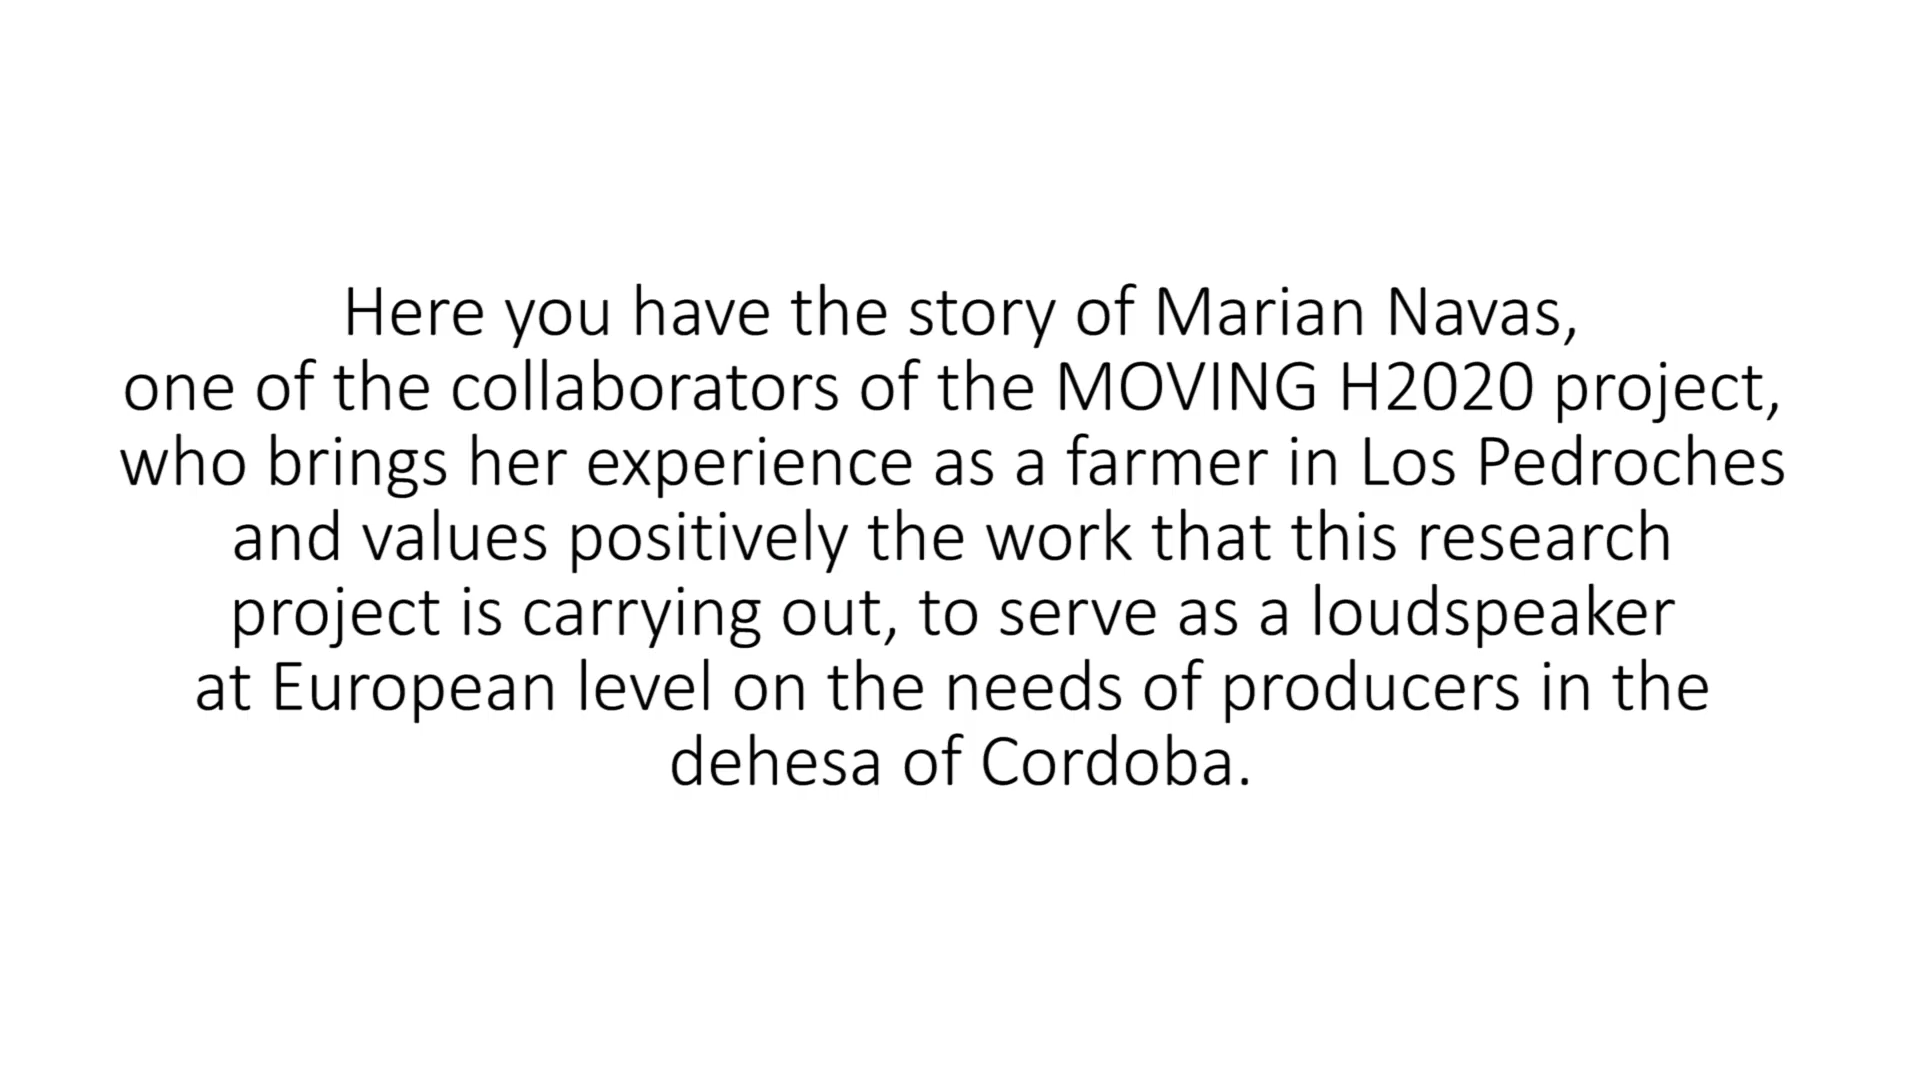 Here you have the story of Marian Navas,
one of the collaborators of the MOVING H2020 project,
who brings her experience as a farmer in Los Pedroches
and values positively the work that this research
project is carrying out, to serve as a loudspeaker
at European level on the needs of producers in the
dehesa of Cordoba.